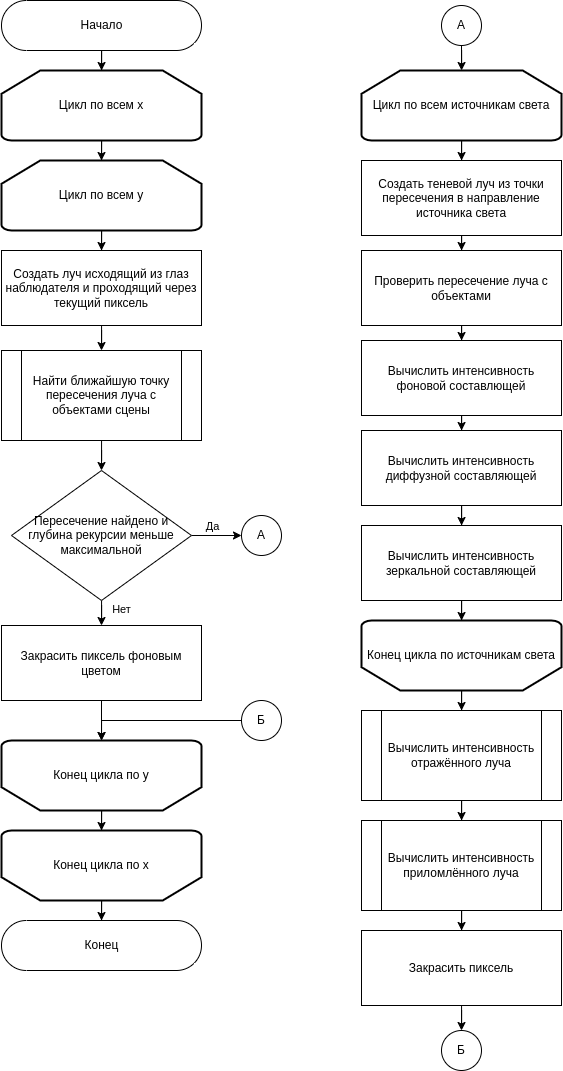 Начало
Цикл по всем x
Цикл по всем y
Создать луч исходящий из глаз
наблюдателя и проходящий через
текущий пиксель
Найти ближайшую точку
пересечения луча с
объектами сцены
Пересечение найдено и
глубина рекурсии меньше
максимальной
Да
А
Нет
Закрасить пиксель фоновым
цветом
Б
Конец цикла по y
Конец цикла по x
Конец
А
Цикл по всем источникам света
Создать теневой луч из точки
пересечения в направление
источника света
Проверить пересечение луча с
объектами
Вычислить интенсивность
фоновой составлющей
Вычислить интенсивность
диффузной составляющей
Вычислить интенсивность
зеркальной составляющей
Конец цикла по источникам света
Вычислить интенсивность
отражённого луча
Вычислить интенсивность
приломлённого луча
Закрасить пиксель
Б